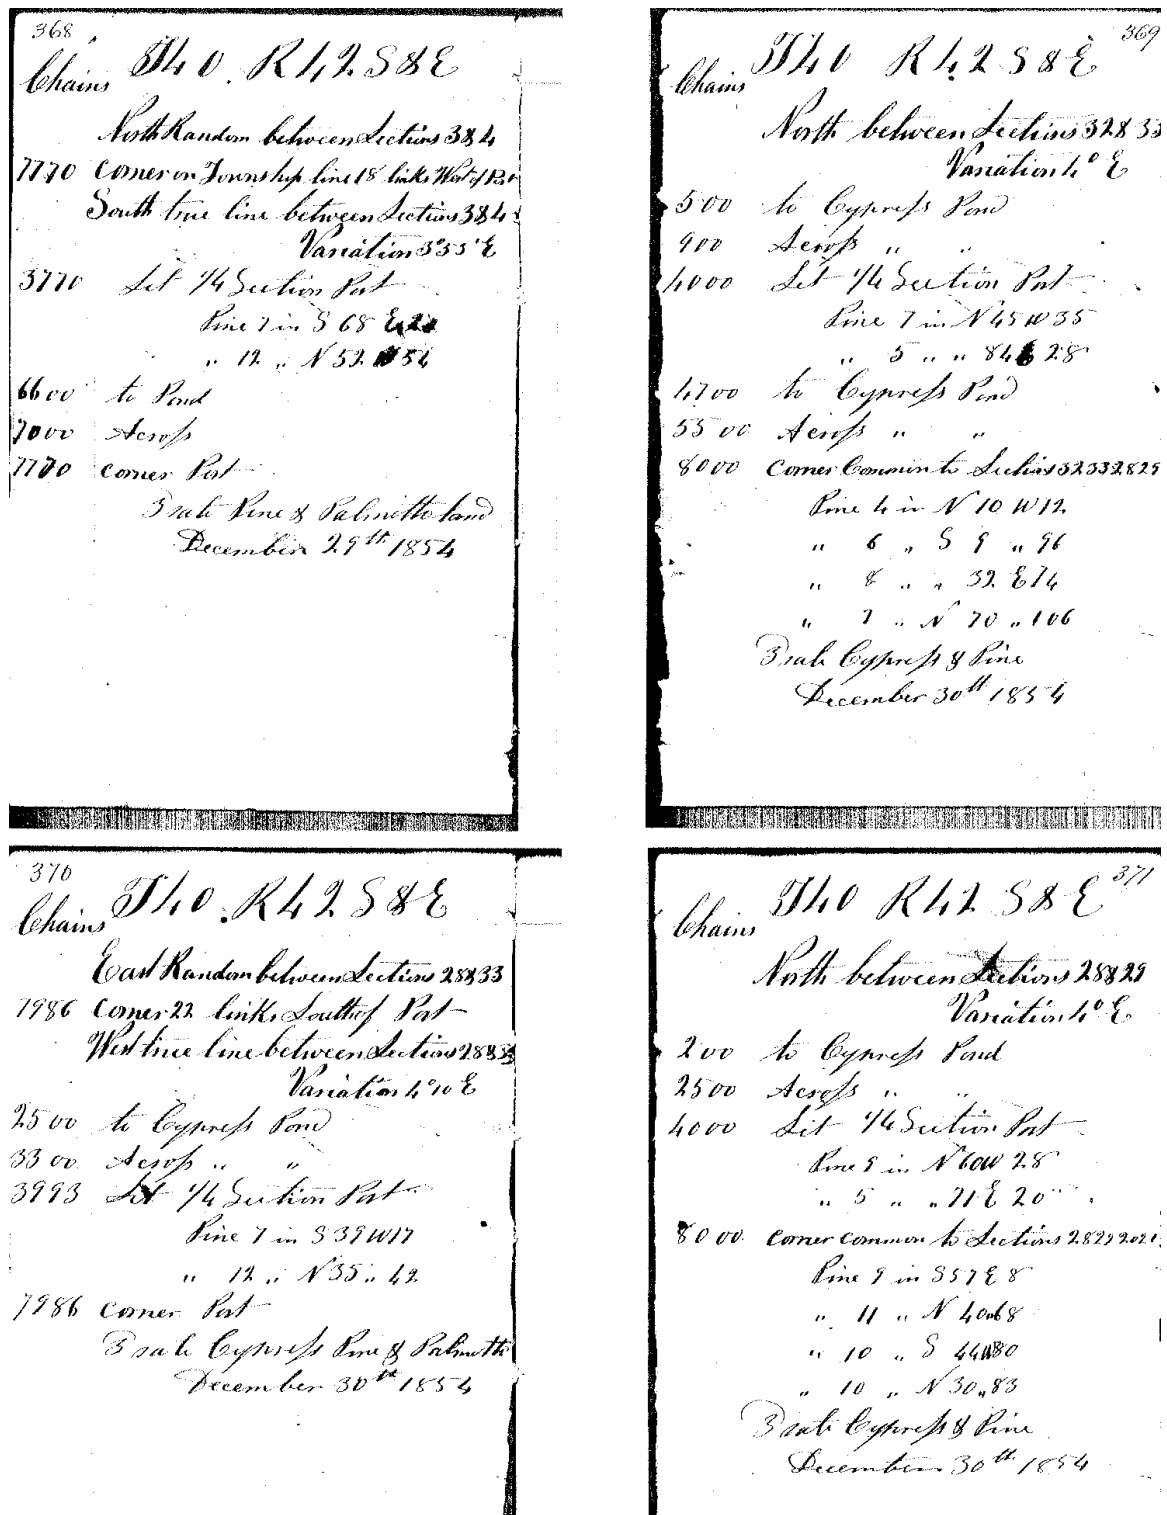 368
T40 R42 S&E
Chains
North Random between Sections 3&4
7770 Corner on Township line 18 links West of Post
South true line between Sections 3&4
Variation 3°55' E
3770 Set 1/4 Section Post
Pine 7 in S 68 E
" 12 " N 52 54
6600 to Pond
7000 Across
7770 Corner Post
3 rate Pine & Palmetto land
December 29th 1854
369
T40 R42 S&E
Chains
North between Sections 32&33
Variation 4° E
500 to Cypress Pond
900 Across " "
4000 Set 1/4 Section Post
Pine 7 in N 45 W 35
" 5 " " 84 E 28
4700 to Cypress Pond
5500 Across " "
8000 Corner Common to Sections 32 33 28 29
Pine 4 in N 10 W 12
" 6 " S 9 " 96
" 8 " " 32 E 74
" 7 " N 70 " 106
3 rate Cypress & Pine
December 30th 1854
370
T40 R42 S&E
Chains
East Random between Sections 28&33
7986 Corner 22 links South of Post
West true line between Sections 28&33
Variation 4°10 E
2500 to Cypress Pond
3300 Across " "
3993 Set 1/4 Section Post
Pine 7 in S 39 W 17
" 12 " N 35 " 42
7986 Corner Post
3 rate Cypress Pine & Palmetto
December 30th 1854
371
T40 R42 S&E
Chains
North between Sections 28&29
Variation 4° E
200 to Cypress Pond
2500 Across " "
4000 Set 1/4 Section Post
Pine 9 in N 60 W 28
" 5 " " 71 E 20
8000 Corner common to Sections 28 29 20 21
Pine 9 in S 57 E 8
" 11 " N 40 " 68
" 10 " S 44 W 80
" 10 " N 30 " 83
3 rate Cypress & Pine
December 30th 1854